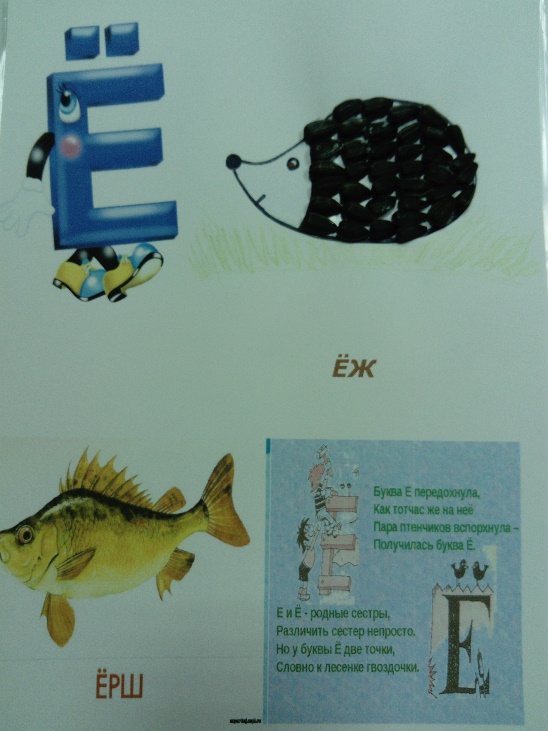 Ё
ЁЖ
ЁРШ
Буква Е передохнула,
Как тотчас же на неё
Пара птенчиков вспорхнула –
Получилась буква Ё.
Е и Ё - родные сестры,
Различить сестер непросто.
Но у буквы Ё две точки,
Словно к лесенке гвоздочки.
Ё
Ё